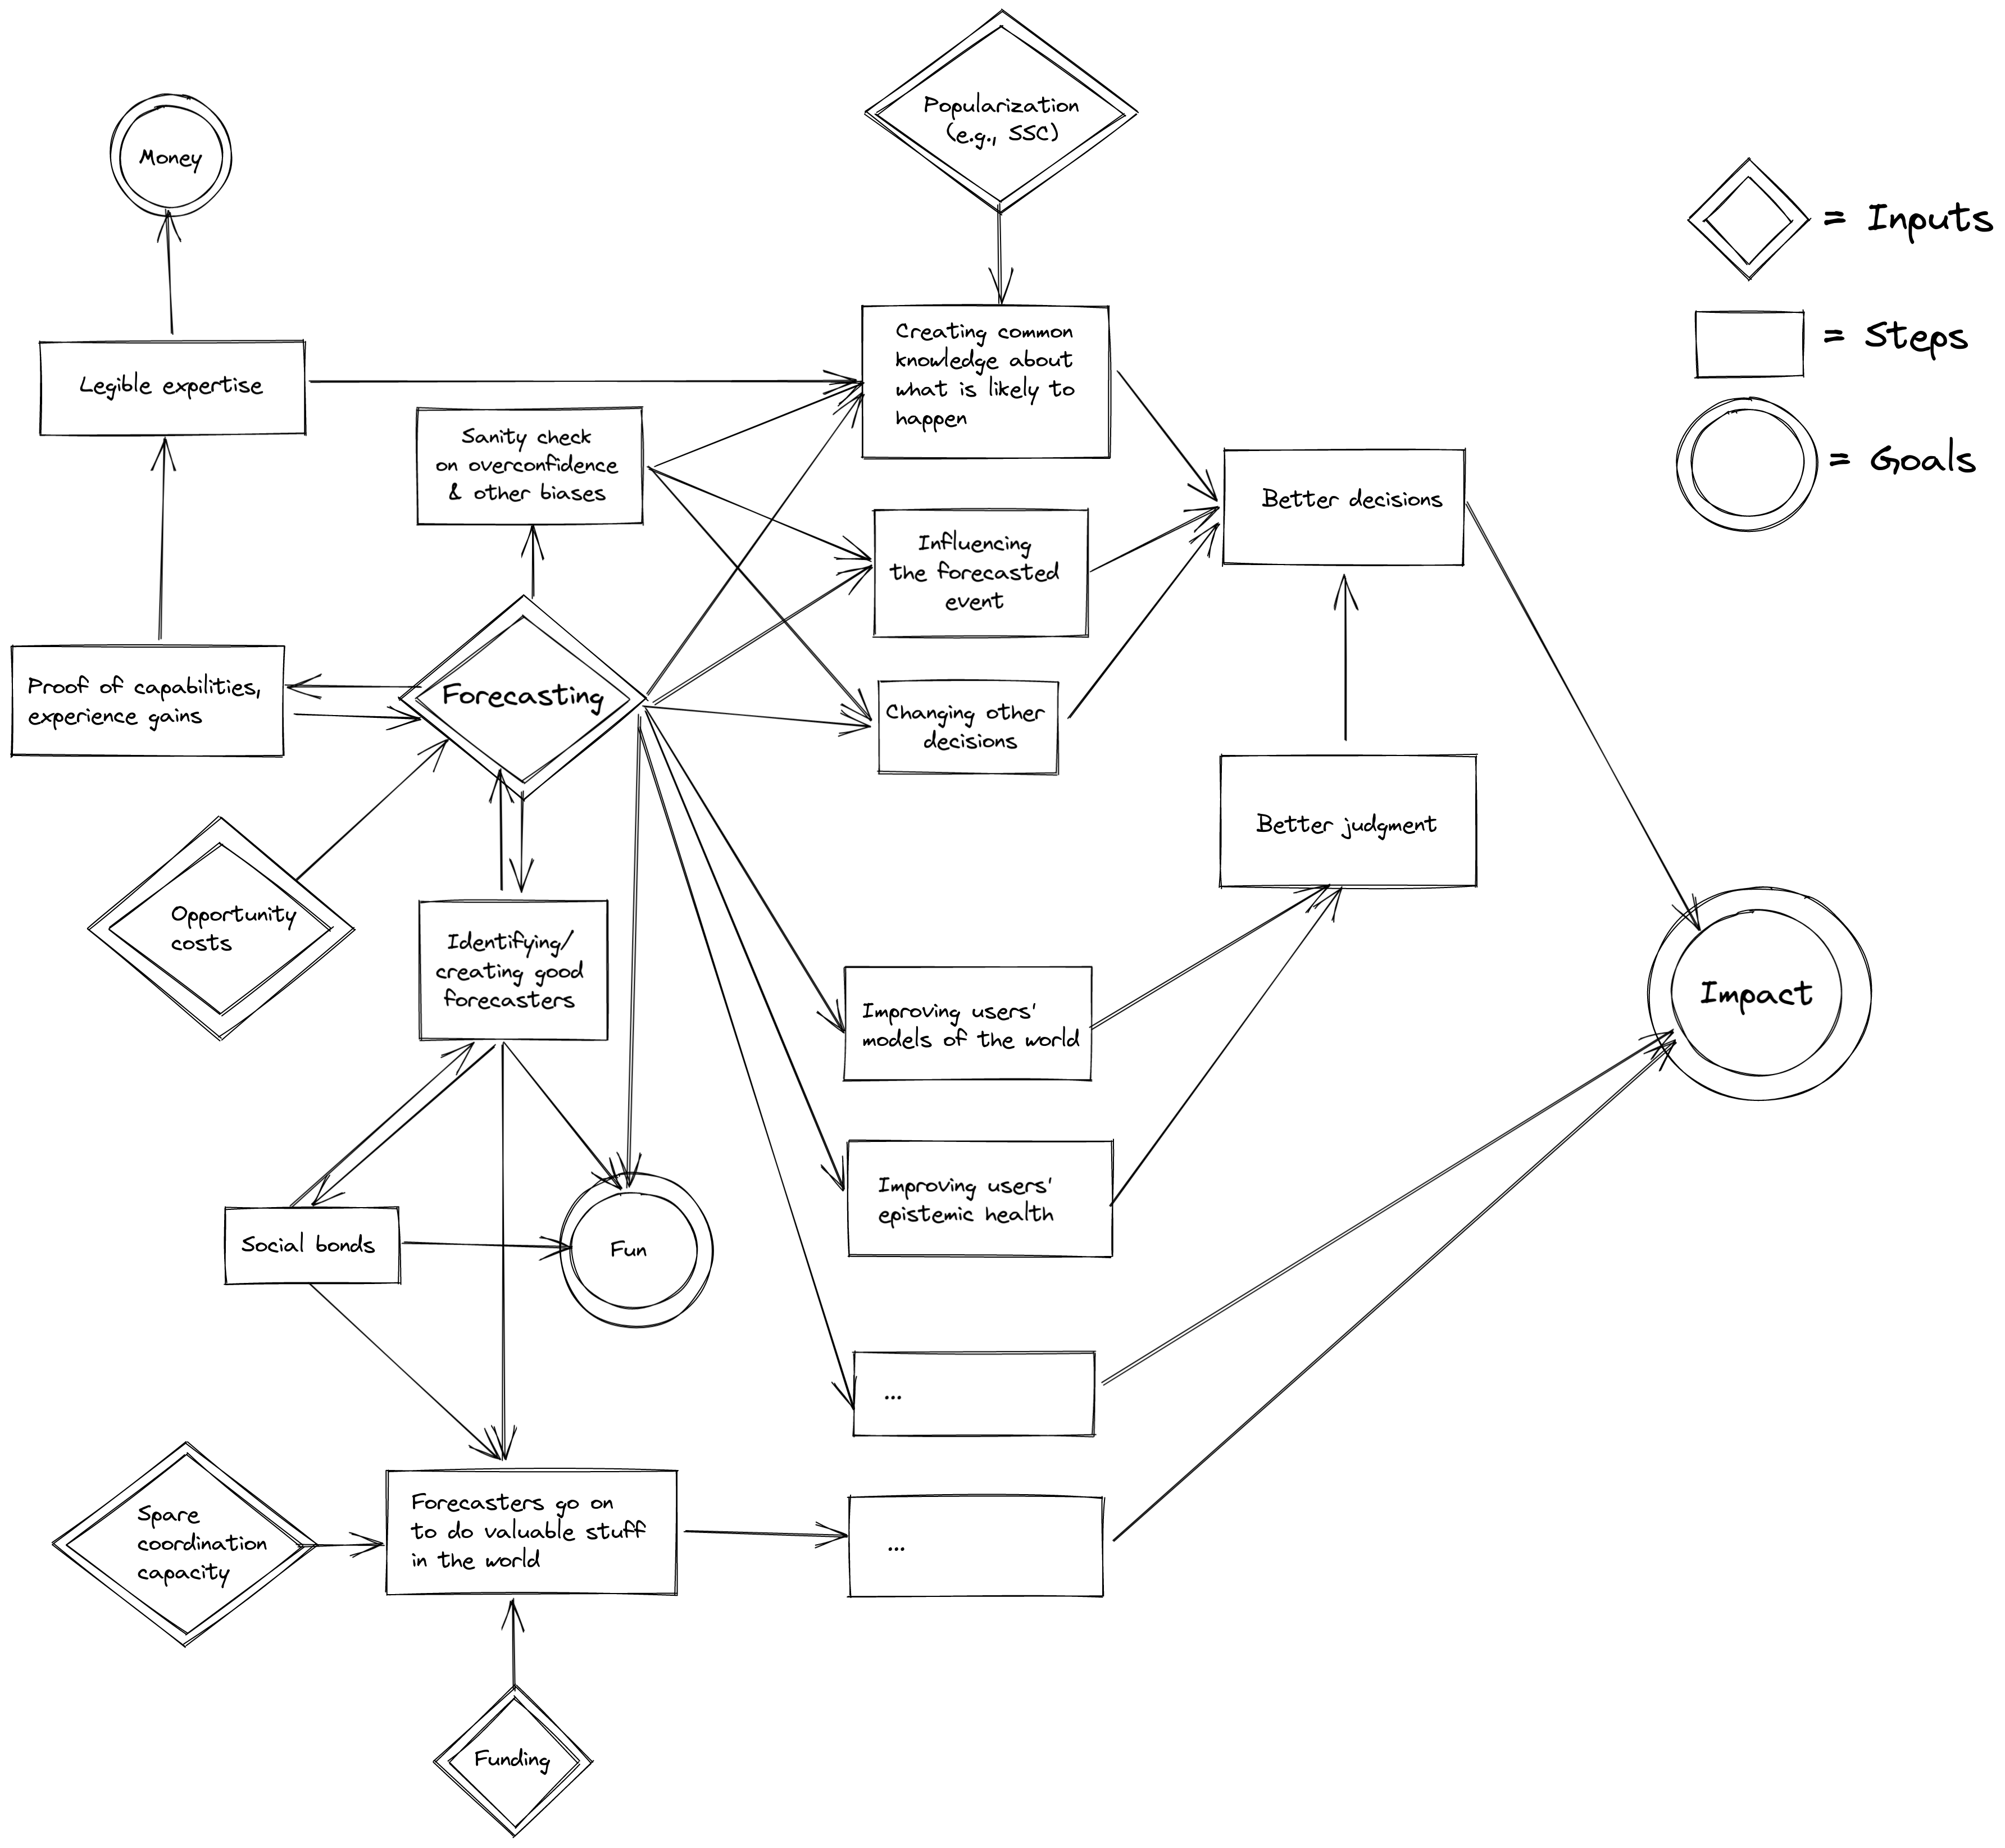 Popularization
(e.g., SSC)
Money
= Inputs
= Steps
= Goals
Legible expertise
Creating common
knowledge about
what is likely to
happen
Sanity check
on overconfidence
& other biases
Better decisions
Influencing
the forecasted
event
Proof of capabilities,
experience gains
Forecasting
Changing other
decisions
Better judgment
Opportunity
costs
Identifying/
creating good
forecasters
Impact
Improving users'
models of the world
Improving users'
epistemic health
Social bonds
Fun
...
Spare
coordination
capacity
Forecasters go on
to do valuable stuff
in the world
...
Funding